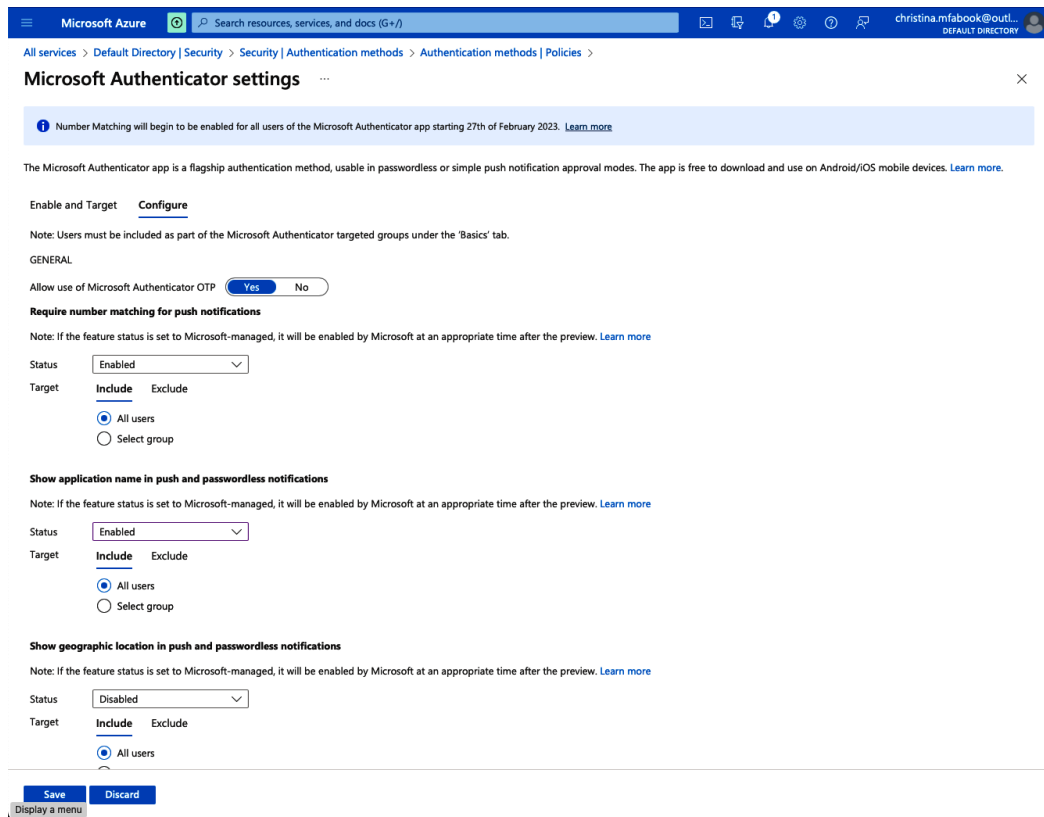 Microsoft Azure
Search resources, services, and docs (G+/)
1
christina.mfabook@outl...
DEFAULT DIRECTORY
All services > Default Directory | Security > Security | Authentication methods > Authentication methods | Policies >
Microsoft Authenticator settings ...
Number Matching will begin to be enabled for all users of the Microsoft Authenticator app starting 27th of February 2023. Learn more
The Microsoft Authenticator app is a flagship authentication method, usable in passwordless or simple push notification approval modes. The app is free to download and use on Android/iOS mobile devices. Learn more.
Enable and Target Configure
Note: Users must be included as part of the Microsoft Authenticator targeted groups under the 'Basics' tab.
GENERAL
Allow use of Microsoft Authenticator OTP Yes No
Require number matching for push notifications
Note: If the feature status is set to Microsoft-managed, it will be enabled by Microsoft at an appropriate time after the preview. Learn more
Status Enabled
Target Include Exclude
All users
Select group
Show application name in push and passwordless notifications
Note: If the feature status is set to Microsoft-managed, it will be enabled by Microsoft at an appropriate time after the preview. Learn more
Status Enabled
Target Include Exclude
All users
Select group
Show geographic location in push and passwordless notifications
Note: If the feature status is set to Microsoft-managed, it will be enabled by Microsoft at an appropriate time after the preview. Learn more
Status Disabled
Target Include Exclude
All users
Save Discard
Display a menu